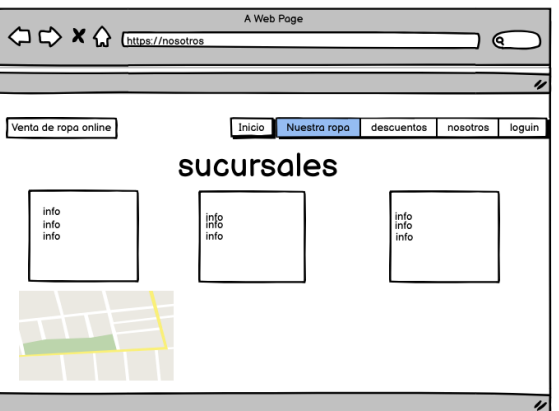 A Web Page
https://nosotros
Venta de ropa online
Inicio
Nuestra ropa
descuentos
nosotros
loguin
sucursales
info
info
info
info
info
info
info
info
info